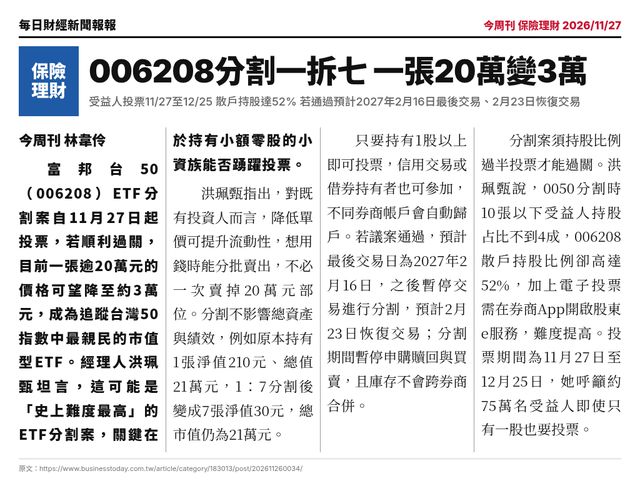 每日財經新聞報報
今周刊 保險理財 2026/11/27
保險
理財
006208分割一拆七 一張20萬變3萬
受益人投票11/27至12/25 散戶持股達52% 若通過預計2027年2月16日最後交易、2月23日恢復交易
今周刊 林韋伶
富邦台50
（006208）ETF分
割案自11月27日起
投票，若順利過關，
目前一張逾20萬元的
價格可望降至約3萬
元，成為追蹤台灣50
指數中最親民的市值
型ETF。經理人洪珮
甄坦言，這可能是
「史上難度最高」的
ETF分割案，關鍵在
於持有小額零股的小
資族能否踴躍投票。
洪珮甄指出，對既
有投資人而言，降低單
價可提升流動性，想用
錢時能分批賣出，不必
一次賣掉20萬元部
位。分割不影響總資產
與績效，例如原本持有
1張淨值210元、總值
21萬元，1：7分割後
變成7張淨值30元，總
市值仍為21萬元。
只要持有1股以上
即可投票，信用交易或
借券持有者也可參加，
不同券商帳戶會自動歸
戶。若議案通過，預計
最後交易日為2027年2
月16日，之後暫停交
易進行分割，預計2月
23日恢復交易；分割
期間暫停申購贖回與買
賣，且庫存不會跨券商
合併。
分割案須持股比例
過半投票才能過關。洪
珮甄說，0050分割時
10張以下受益人持股
占比不到4成，006208
散戶持股比例卻高達
52%，加上電子投票
需在券商App開啟股東
e服務，難度提高。投
票期間為11月27日至
12月25日，她呼籲約
75萬名受益人即使只
有一股也要投票。
原文：https://www.businesstoday.com.tw/article/category/183013/post/202611260034/